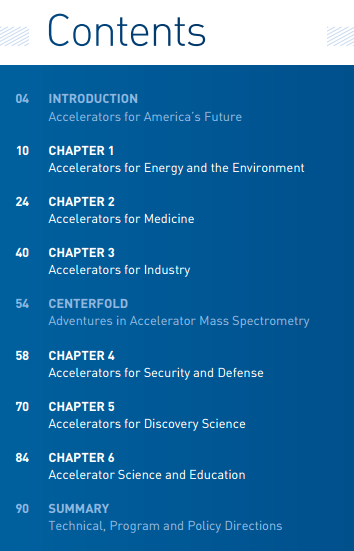 Contents
04 INTRODUCTION
Accelerators for America's Future
10 CHAPTER 1
Accelerators for Energy and the Environment
24 CHAPTER 2
Accelerators for Medicine
40 CHAPTER 3
Accelerators for Industry
54 CENTERFOLD
Adventures in Accelerator Mass Spectrometry
58 CHAPTER 4
Accelerators for Security and Defense
70 CHAPTER 5
Accelerators for Discovery Science
84 CHAPTER 6
Accelerator Science and Education
90 SUMMARY
Technical, Program and Policy Directions